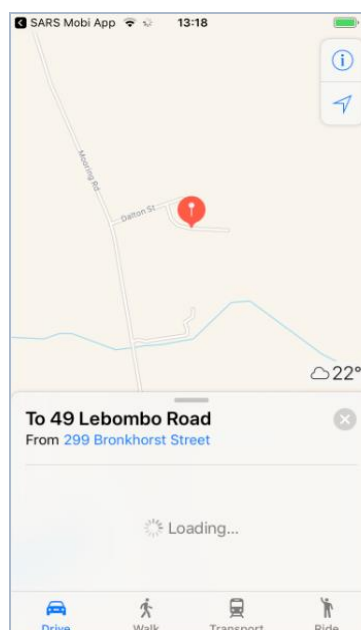 SARS Mobi App 13:18
Mooring Rd
Dalton St
22°
To 49 Lebombo Road
From 299 Bronkhorst Street
Loading...
Drive Walk Transport Ride